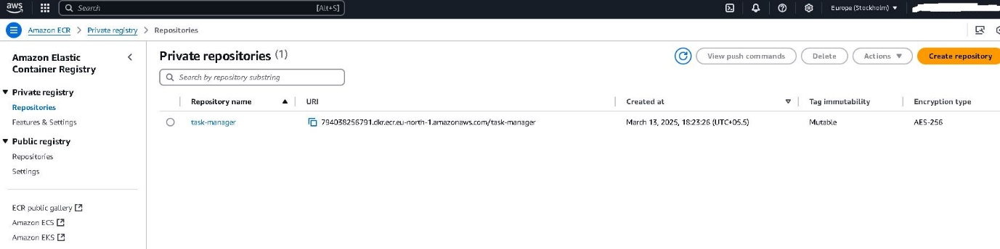 aws
Search [Alt+S] Europe (Stockholm)
Amazon ECR Private registry Repositories
Amazon Elastic
Container Registry
Private registry
Repositories
Features & Settings
Public registry
Repositories
Settings
ECR public gallery
Amazon ECS
Amazon EKS
Private repositories (1)
View push commands Delete Actions Create repository
Search by repository substring
Repository name URI Created at Tag immutability Encryption type
task-manager 794038256791.dkr.ecr.eu-north-1.amazonaws.com/task-manager March 13, 2025, 18:23:26 (UTC+05.5) Mutable AES-256